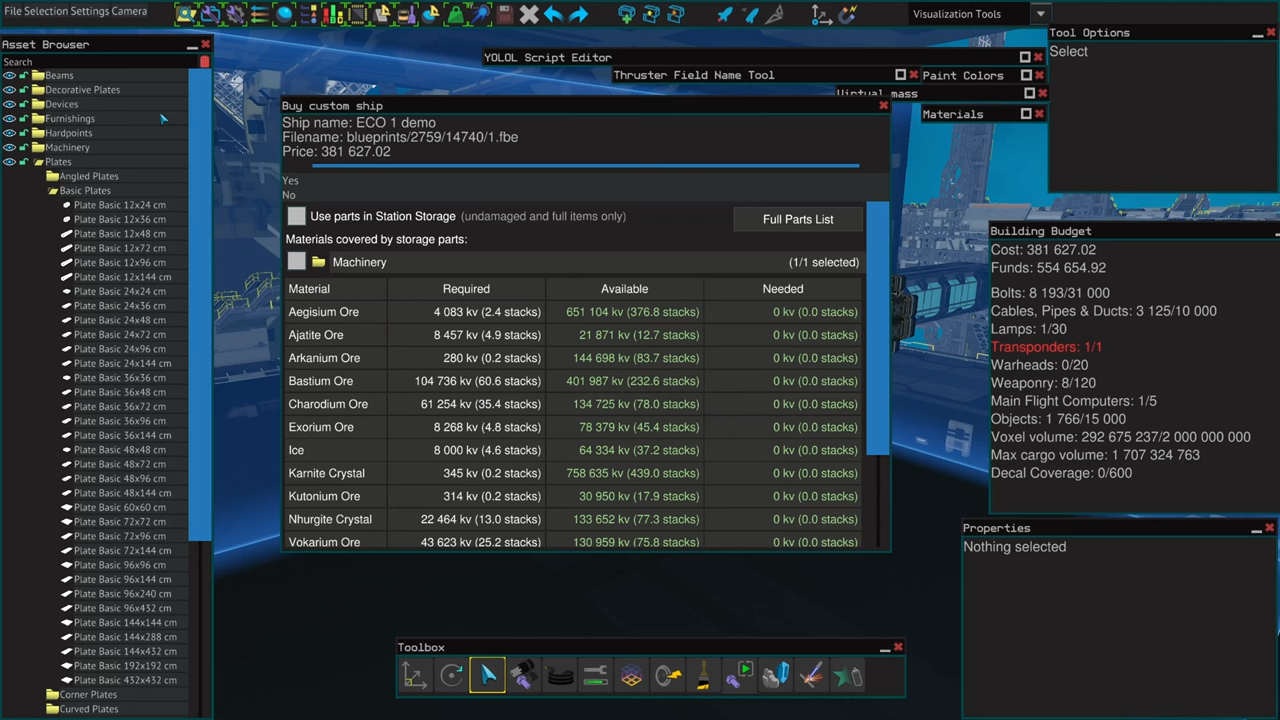 File Selection Settings Camera
Visualization Tools
Asset Browser
Search
Beams
Decorative Plates
Devices
Furnishings
Hardpoints
Machinery
Plates
Angled Plates
Basic Plates
Plate Basic 12x24 cm
Plate Basic 12x36 cm
Plate Basic 12x48 cm
Plate Basic 12x72 cm
Plate Basic 12x96 cm
Plate Basic 12x144 cm
Plate Basic 24x24 cm
Plate Basic 24x36 cm
Plate Basic 24x48 cm
Plate Basic 24x72 cm
Plate Basic 24x96 cm
Plate Basic 24x144 cm
Plate Basic 36x36 cm
Plate Basic 36x48 cm
Plate Basic 36x72 cm
Plate Basic 36x96 cm
Plate Basic 36x144 cm
Plate Basic 48x48 cm
Plate Basic 48x72 cm
Plate Basic 48x96 cm
Plate Basic 48x144 cm
Plate Basic 60x60 cm
Plate Basic 72x72 cm
Plate Basic 72x96 cm
Plate Basic 72x144 cm
Plate Basic 96x96 cm
Plate Basic 96x144 cm
Plate Basic 96x240 cm
Plate Basic 96x432 cm
Plate Basic 144x144 cm
Plate Basic 144x288 cm
Plate Basic 144x432 cm
Plate Basic 192x192 cm
Plate Basic 432x432 cm
Corner Plates
Curved Plates
YOLOL Script Editor
Thruster Field Name Tool
Paint Colors
Virtual mass
Materials
Buy custom ship
Ship name: ECO 1 demo
Filename: blueprints/2759/14740/1.fbe
Price: 381 627.02
Yes
No
Use parts in Station Storage (undamaged and full items only)
Full Parts List
Materials covered by storage parts:
Machinery (1/1 selected)
Material Required Available Needed
Aegisium Ore 4 083 kv (2.4 stacks) 651 104 kv (376.8 stacks) 0 kv (0.0 stacks)
Ajatite Ore 8 457 kv (4.9 stacks) 21 871 kv (12.7 stacks) 0 kv (0.0 stacks)
Arkanium Ore 280 kv (0.2 stacks) 144 698 kv (83.7 stacks) 0 kv (0.0 stacks)
Bastium Ore 104 736 kv (60.6 stacks) 401 987 kv (232.6 stacks) 0 kv (0.0 stacks)
Charodium Ore 61 254 kv (35.4 stacks) 134 725 kv (78.0 stacks) 0 kv (0.0 stacks)
Exorium Ore 8 268 kv (4.8 stacks) 78 379 kv (45.4 stacks) 0 kv (0.0 stacks)
Ice 8 000 kv (4.6 stacks) 64 334 kv (37.2 stacks) 0 kv (0.0 stacks)
Karnite Crystal 345 kv (0.2 stacks) 758 635 kv (439.0 stacks) 0 kv (0.0 stacks)
Kutonium Ore 314 kv (0.2 stacks) 30 950 kv (17.9 stacks) 0 kv (0.0 stacks)
Nhurgite Crystal 22 464 kv (13.0 stacks) 133 652 kv (77.3 stacks) 0 kv (0.0 stacks)
Vokarium Ore 43 623 kv (25.2 stacks) 130 959 kv (75.8 stacks) 0 kv (0.0 stacks)
Toolbox
Tool Options
Select
Building Budget
Cost: 381 627.02
Funds: 554 654.92
Bolts: 8 193/31 000
Cables, Pipes & Ducts: 3 125/10 000
Lamps: 1/30
Transponders: 1/1
Warheads: 0/20
Weaponry: 8/120
Main Flight Computers: 1/5
Objects: 1 766/15 000
Voxel volume: 292 675 237/2 000 000 000
Max cargo volume: 1 707 324 763
Decal Coverage: 0/600
Properties
Nothing selected